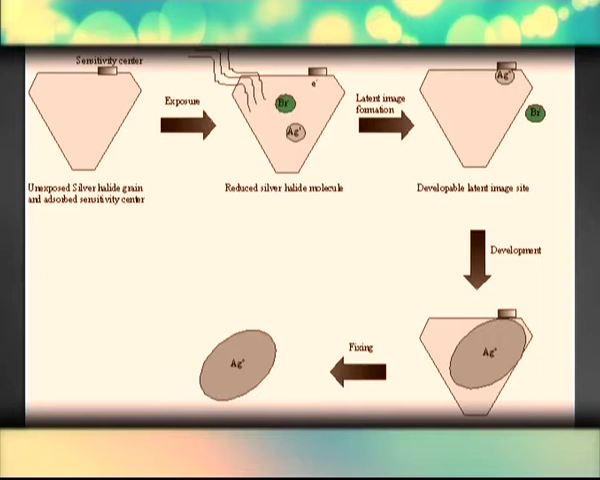 Sensitivity center
Exposure
Br
e
Ag
Latent image
formation
Ag
Br
Unexposed Silver halide grain
and adsorbed sensitivity center
Reduced silver halide molecule
Developable latent image site
Development
Ag
Fixing
Ag